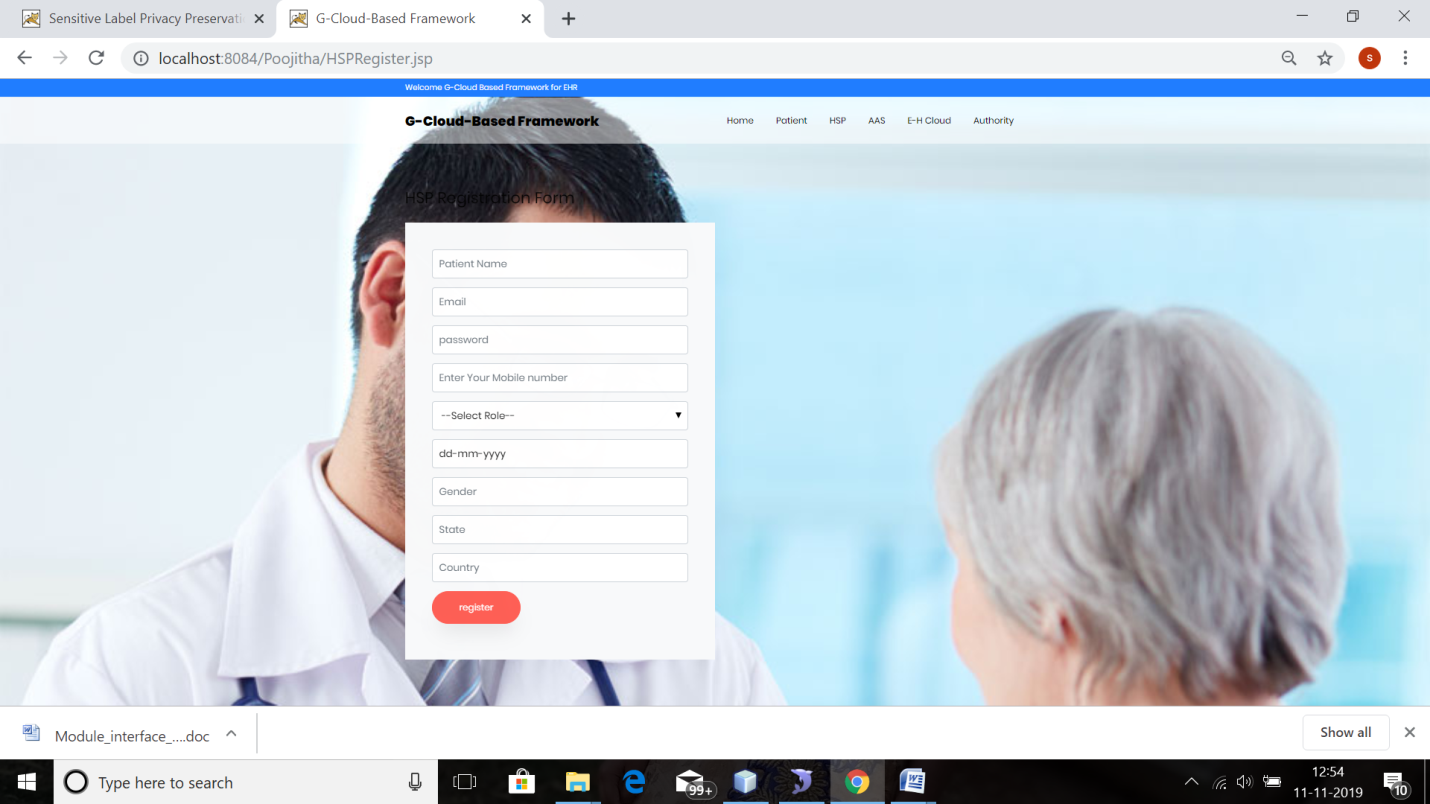 Sensitive Label Privacy Preservati
G-Cloud-Based Framework
localhost:8084/Poojitha/HSPRegister.jsp
S
Welcome G-Cloud Based Framework for EHR
G-Cloud-Based Framework
Home Patient HSP AAS E-H Cloud Authority
HSP Registration Form
Patient Name
Email
password
Enter Your Mobile number
--Select Role--
dd-mm-yyyy
Gender
State
Country
register
Module_interface_....doc
Show all
Type here to search
99+
12:54
11-11-2019
10